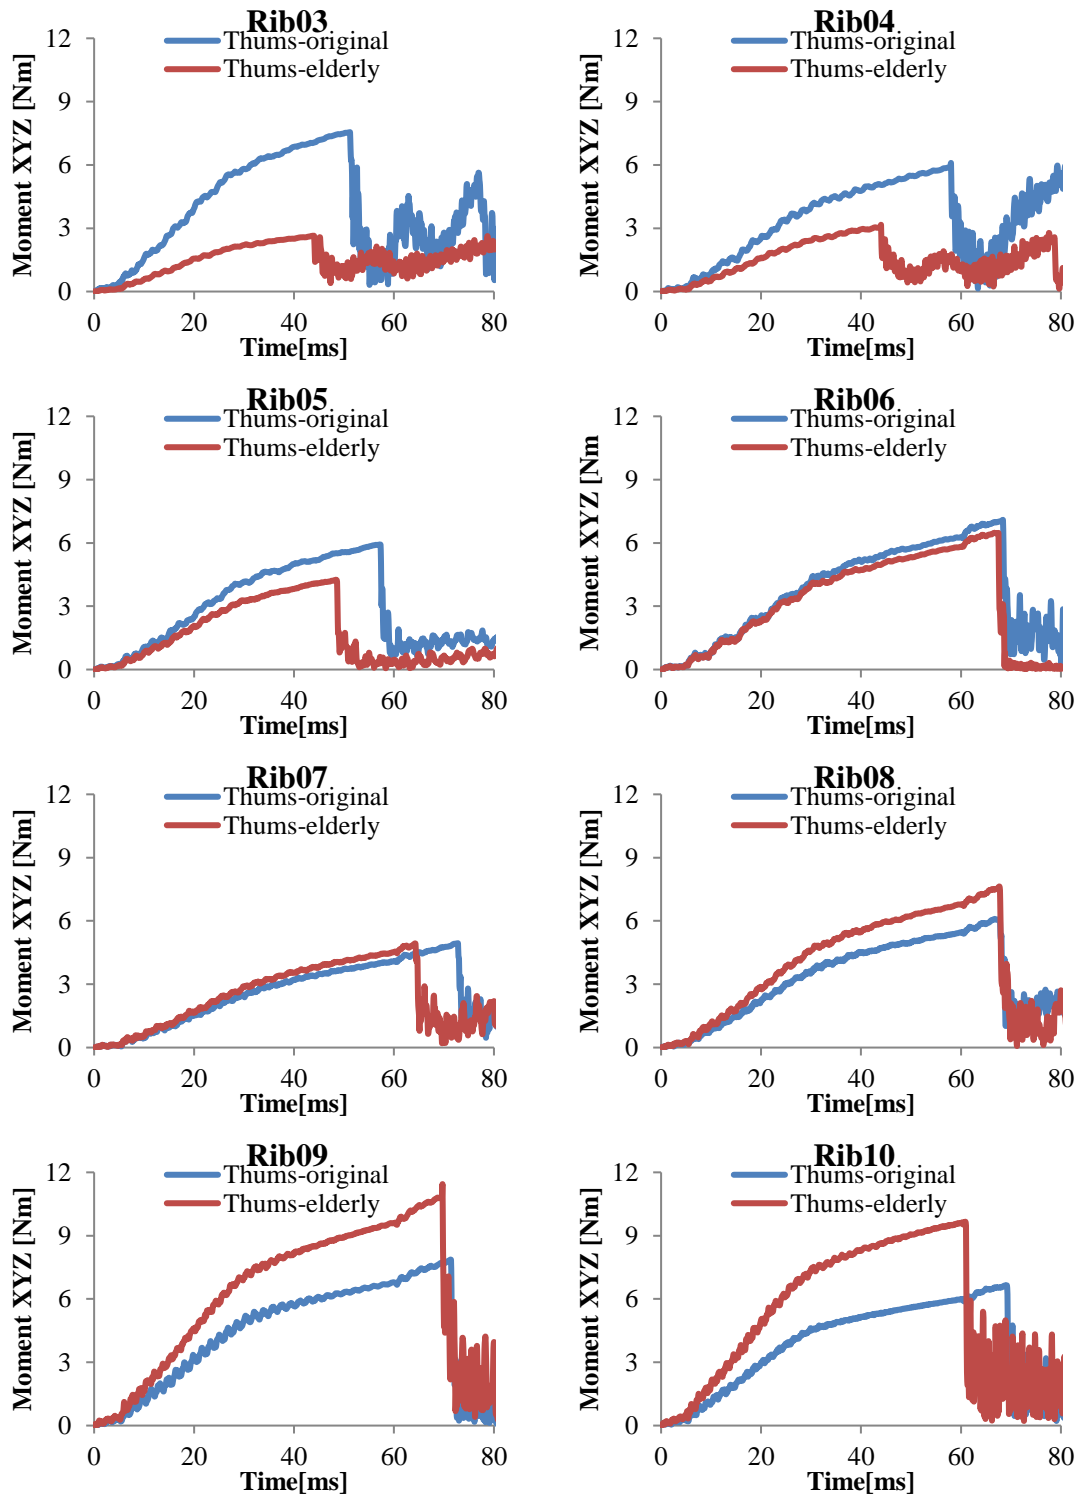 Rib03
Thums-original
Thums-elderly
Moment XYZ [Nm]
12
9
6
3
0
0 20 40 60 80
Time[ms]
Rib04
Thums-original
Thums-elderly
Moment XYZ [Nm]
12
9
6
3
0
0 20 40 60 80
Time[ms]
Rib05
Thums-original
Thums-elderly
Moment XYZ [Nm]
12
9
6
3
0
0 20 40 60 80
Time[ms]
Rib06
Thums-original
Thums-elderly
Moment XYZ [Nm
12
9
6
3
0
0 20 40 60 80
Time[ms]
Rib07
Thums-original
Thums-elderly
Moment XYZ [Nm]
12
9
6
3
0
0 20 40 60 80
Time[ms]
Rib08
Thums-original
Thums-elderly
Moment XYZ [Nm]
12
9
6
3
0
0 20 40 60 80
Time[ms]
Rib09
Thums-original
Thums-elderly
Moment XYZ [Nm]
12
9
6
3
0
0 20 40 60 80
Time[ms]
Rib10
Thums-original
Thums-elderly
Moment XYZ [Nm]
12
9
6
3
0
0 20 40 60 80
Time[ms]